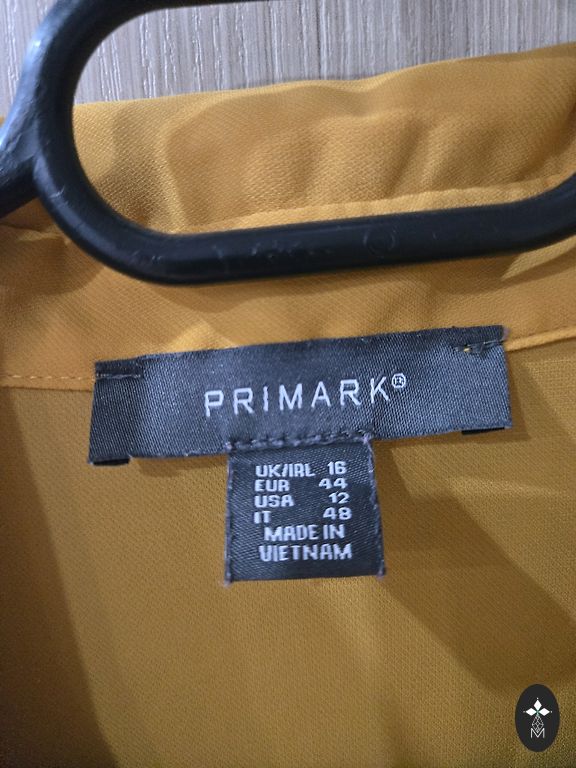 PRIMARK®
UK/IRL 16
EUR 44
USA 12
IT 48
MADE IN
VIETNAM
M